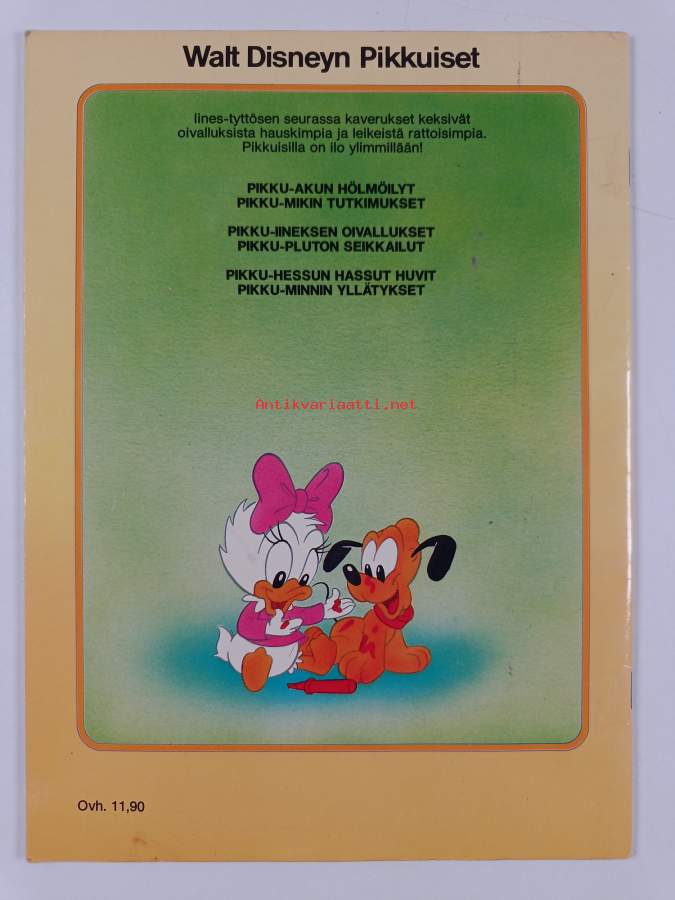 Walt Disneyn Pikkuiset
Iines-tyttösen seurassa kaverukset keksivät
oivalluksista hauskimpia ja leikeistä rattoisimpia.
Pikkuisilla on ilo ylimmillään!
PIKKU-AKUN HÖLMÖILYT
PIKKU-MIKIN TUTKIMUKSET
PIKKU-IINEKSEN OIVALLUKSET
PIKKU-PLUTON SEIKKAILUT
PIKKU-HESSUN HASSUT HUVIT
PIKKU-MINNIN YLLÄTYKSET
Antikvariaatti.net
Ovh. 11,90